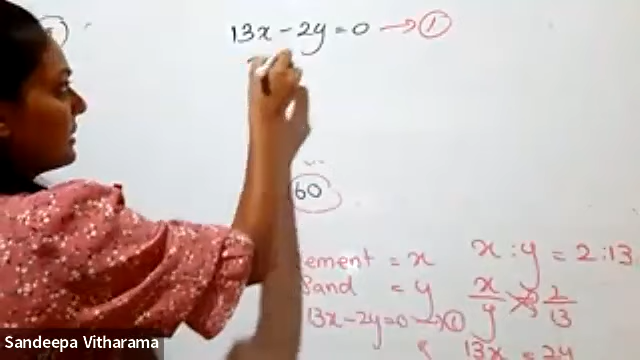 13x - 2y = 0 → ①
60
ement = x
Sand = y
13x - 2y = 0 → ①
x : y = 2 : 13
x/y 2/13
13x = 2y
Sandeepa Vitharama